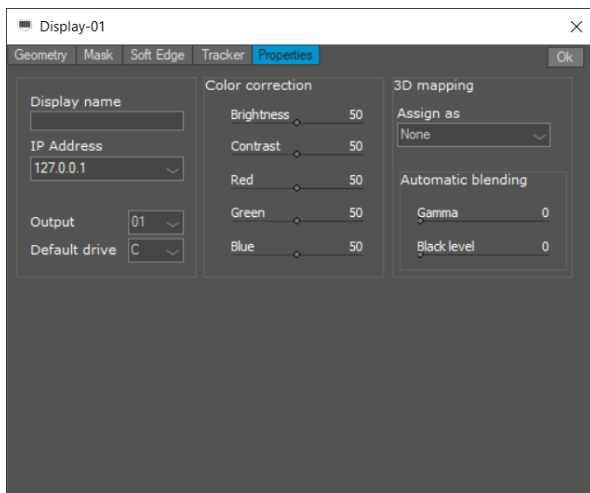 Display-01
Geometry Mask Soft Edge Tracker Properties Ok
Display name
IP Address
127.0.0.1
Output 01
Default drive C
Color correction
Brightness 50
Contrast 50
Red 50
Green 50
Blue 50
3D mapping
Assign as
None
Automatic blending
Gamma 0
Black level 0